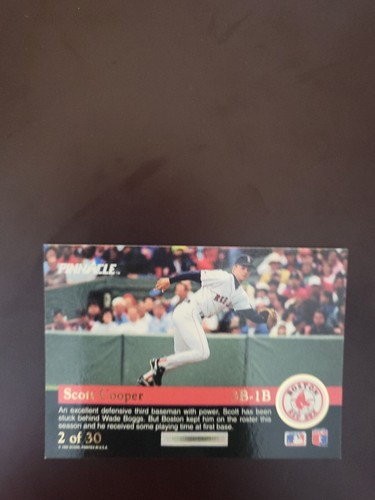 PINNACLE
RED
Scott Cooper 3B-1B
BOSTON
RED SOX
An excellent defensive third baseman with power, Scott has been
stuck behind Wade Boggs. But Boston kept him on the roster this
season and he received some playing time at first base.
2 of 30